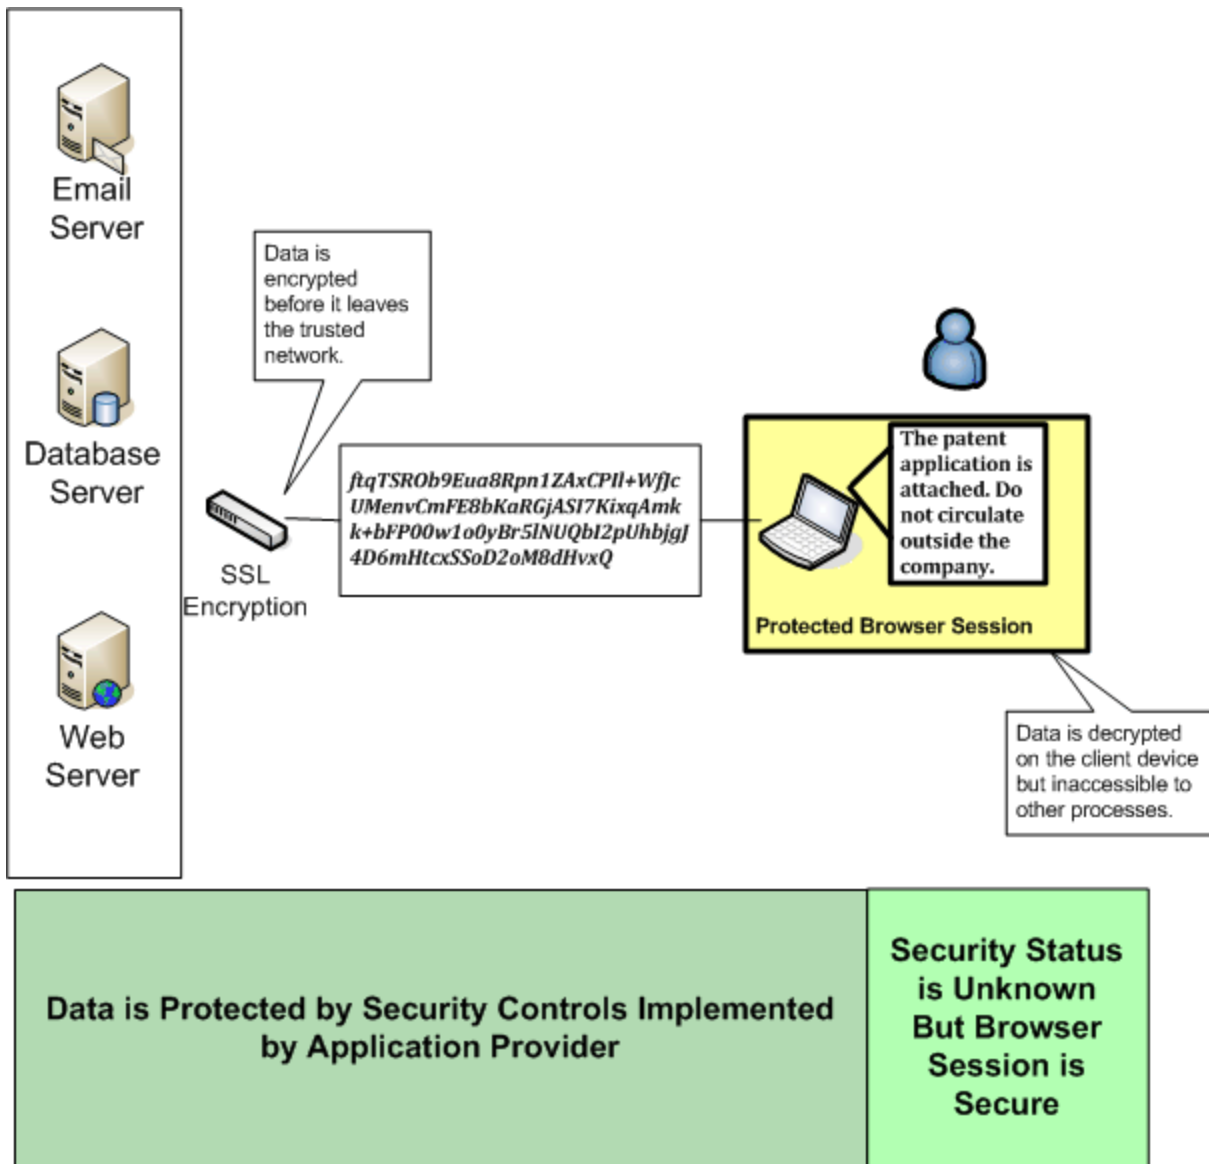 Email
Server
Database
Server
Web
Server
Data is
encrypted
before it leaves
the trusted
network.
SSL
Encryption
ftqTSROb9Eua8Rpn1ZAxCPIl+WfJc
UMenvCmFE8bKaRGjASI7KixqAmk
k+bFP00w1o0yBr5lNUQbI2pUhbjgJ
4D6mHtcxSSoD2oM8dHvxQ
The patent
application is
attached. Do
not circulate
outside the
company.
Protected Browser Session
Data is decrypted
on the client device
but inaccessible to
other processes.
Data is Protected by Security Controls Implemented
by Application Provider
Security Status
is Unknown
But Browser
Session is
Secure